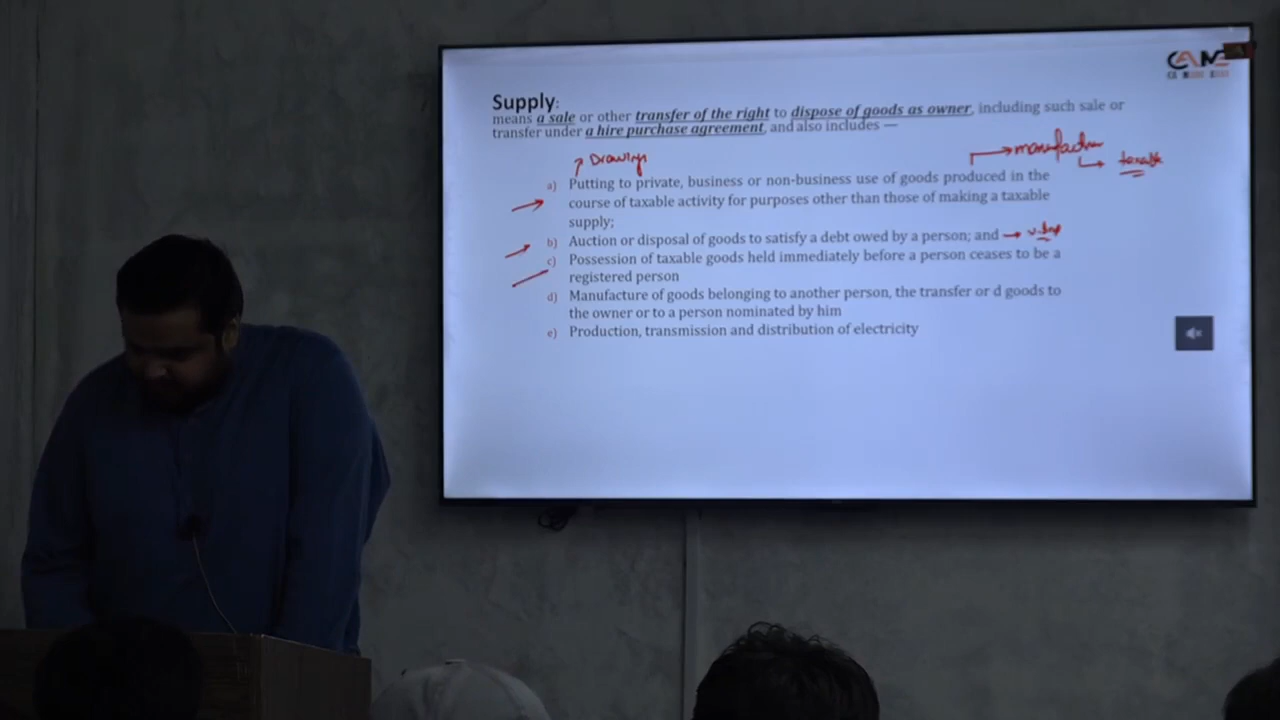 CAMS
Supply:
means a sale or other transfer of the right to dispose of goods as owner, including such sale or
transfer under a hire purchase agreement, and also includes —
Drawings
taxable
a) Putting to private, business or non-business use of goods produced in the
course of taxable activity for purposes other than those of making a taxable
supply;
b) Auction or disposal of goods to satisfy a debt owed by a person; and
c) Possession of taxable goods held immediately before a person ceases to be a
registered person
d) Manufacture of goods belonging to another person, the transfer or d goods to
the owner or to a person nominated by him
e) Production, transmission and distribution of electricity